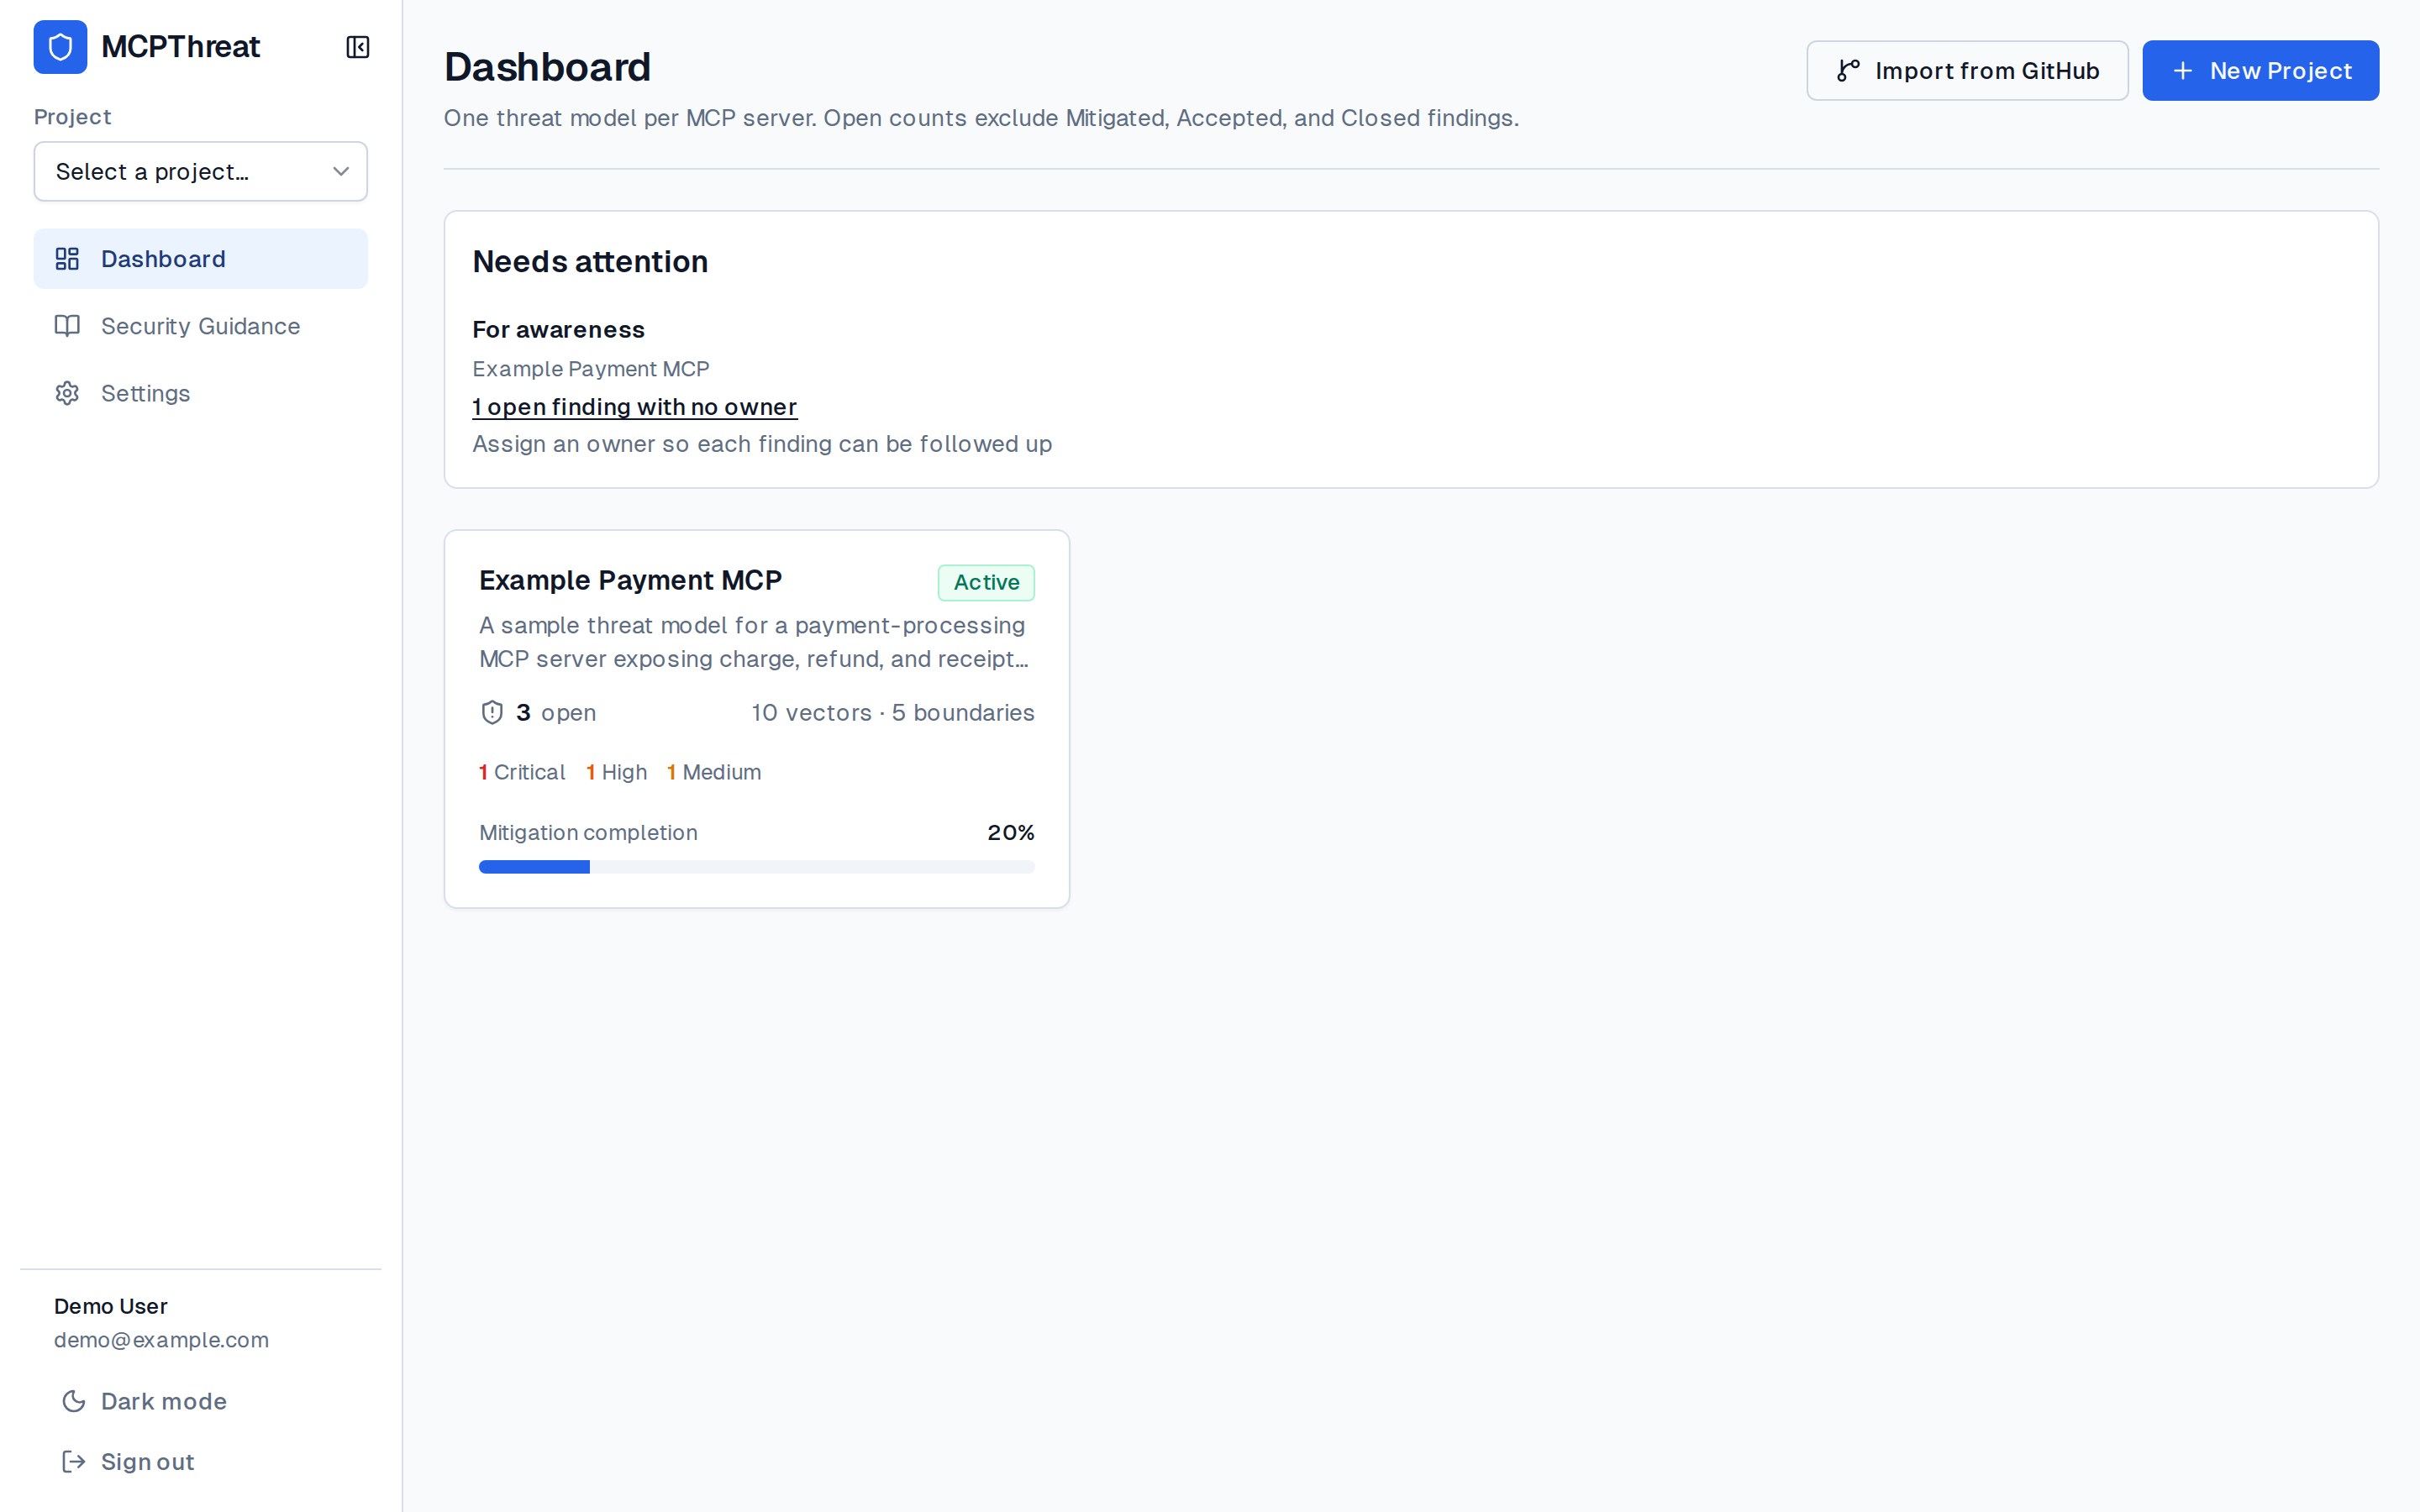 MCPThreat
Project
Select a project...
Dashboard
Security Guidance
Settings
Demo User
demo@example.com
Dark mode
Sign out
Dashboard
One threat model per MCP server. Open counts exclude Mitigated, Accepted, and Closed findings.
Import from GitHub
New Project
Needs attention
For awareness
Example Payment MCP
1 open finding with no owner
Assign an owner so each finding can be followed up
Example Payment MCP
Active
A sample threat model for a payment-processing
MCP server exposing charge, refund, and receipt...
3 open
10 vectors · 5 boundaries
1 Critical 1 High 1 Medium
Mitigation completion
20%